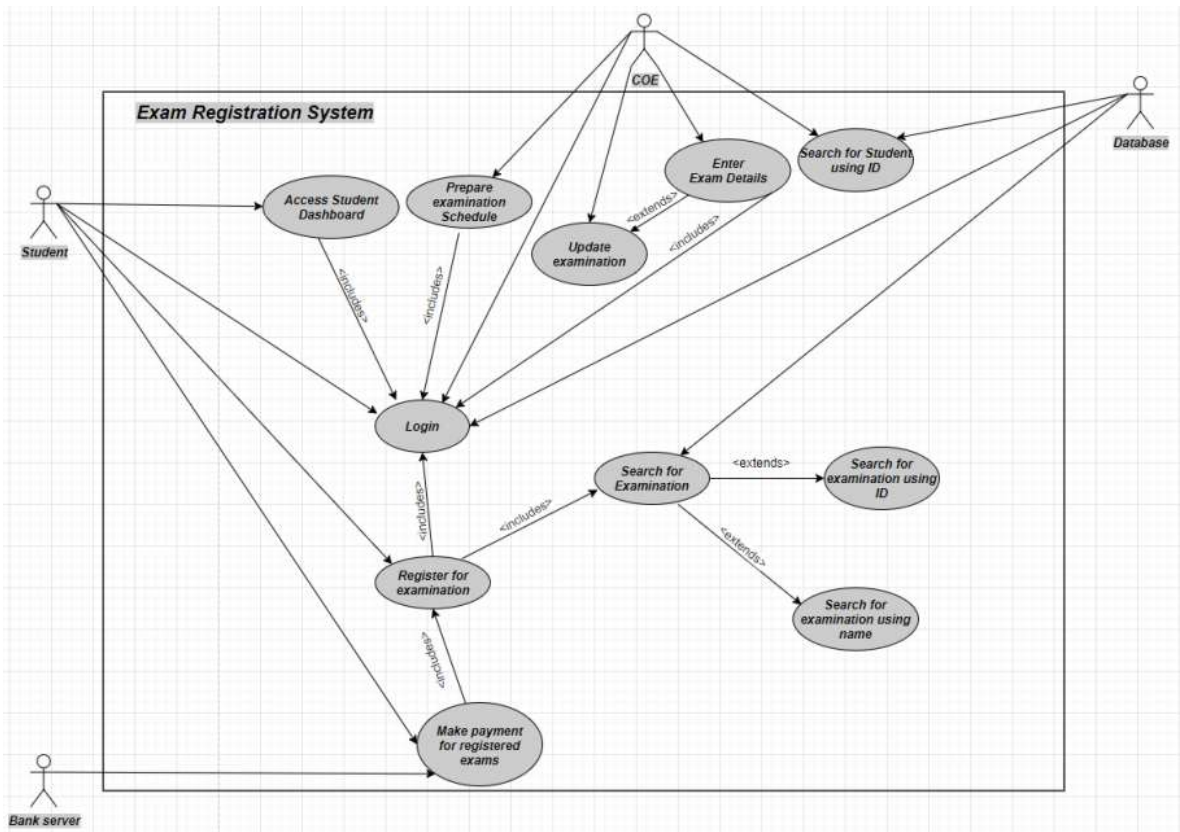 COE
Exam Registration System
Database
Student
Access Student
Dashboard
Prepare
examination
Schedule
Enter
Exam Details
Search for Student
using ID
<extends>
Update
examination
<includes>
<includes>
<includes>
Login
Search for
Examination
<extends>
Search for
examination using
ID
<includes>
<includes>
<extends>
Register for
examination
Search for
examination using
name
<includes>
Make payment
for registered
exams
Bank server